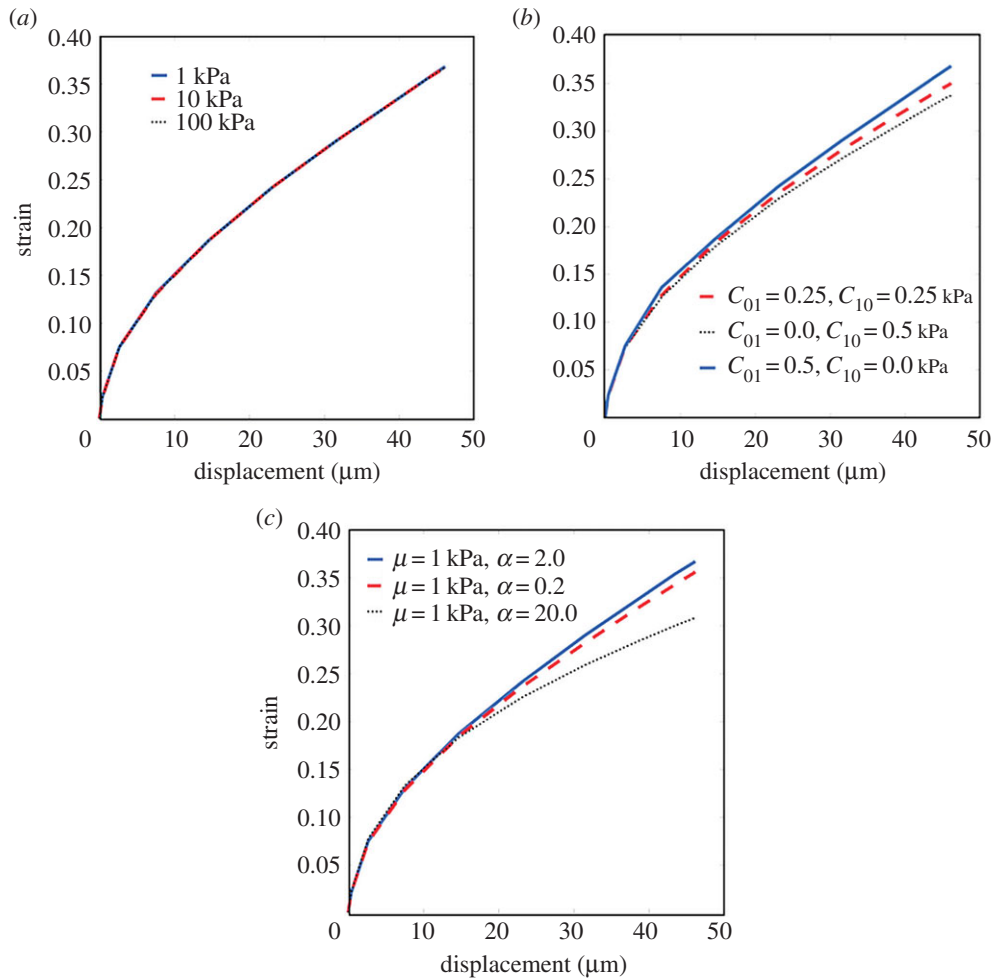 (a)
0.40
0.35
0.30
0.25
0.20
0.15
0.10
0.05
0
10
20
30
40
50
strain
displacement (µm)
1 kPa
10 kPa
100 kPa
(b)
0.40
0.35
0.30
0.25
0.20
0.15
0.10
0.05
0
10
20
30
40
50
displacement (µm)
C01 = 0.25, C10 = 0.25 kPa
C01 = 0.0, C10 = 0.5 kPa
C01 = 0.5, C10 = 0.0 kPa
(c)
0.40
0.35
0.30
0.25
0.20
0.15
0.10
0.05
0
10
20
30
40
50
strain
displacement (µm)
µ = 1 kPa, α = 2.0
µ = 1 kPa, α = 0.2
µ = 1 kPa, α = 20.0